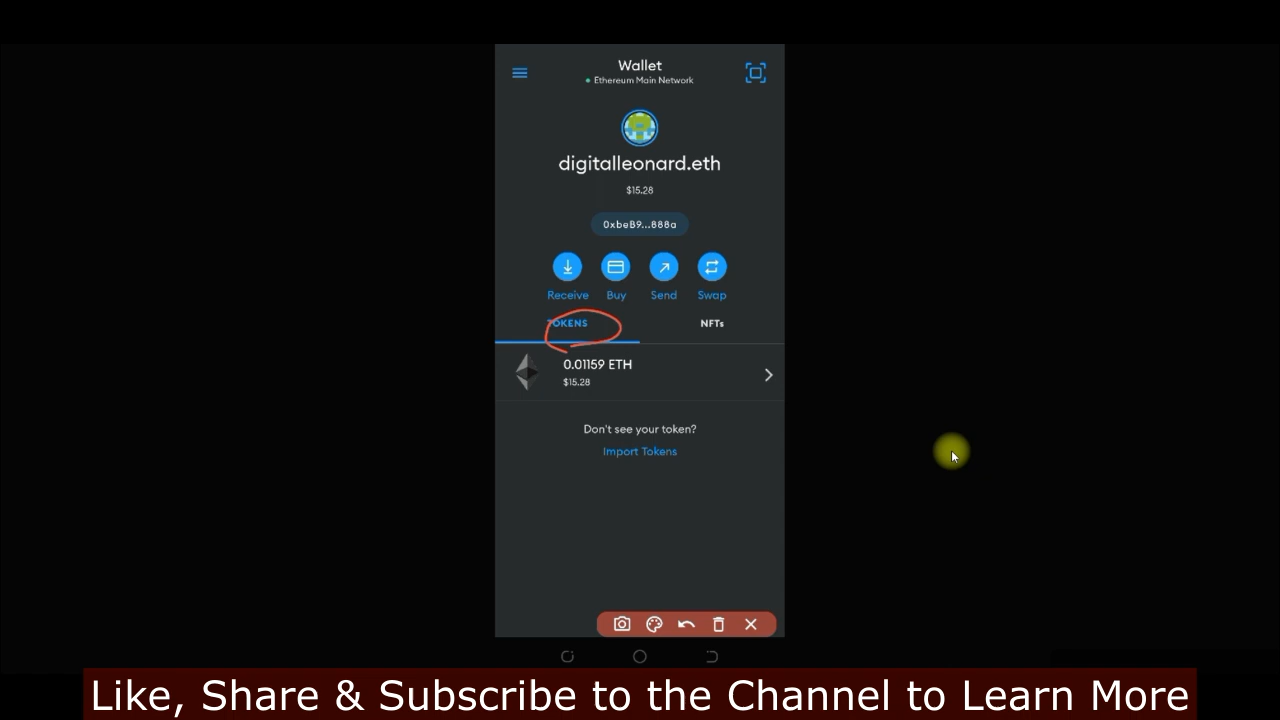 Wallet
Ethereum Main Network
digitalleonard.eth
$15.28
0xbeB9...888a
Receive Buy Send Swap
TOKENS NFTs
0.01159 ETH
$15.28
Don't see your token?
Import Tokens
Like, Share & Subscribe to the Channel to Learn More